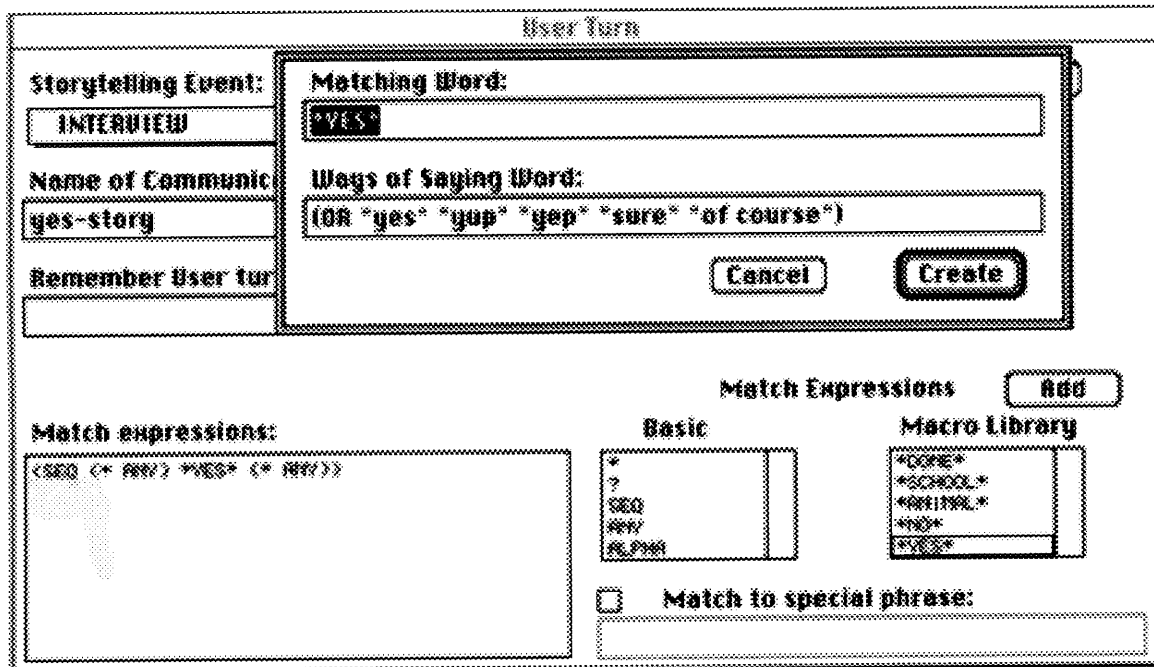 User Turn
Storytelling Event:
INTERVIEW
Name of Communic
yes-story
Remember User tur
Matching Word:
*YES*
Ways of Saying Word:
(OR "yes" "yup" "yep" "sure" "of course")
Cancel
Create
Match Expressions
Add
Match expressions:
(SEQ (* ANY) *YES* (* ANY))
Basic
*
?
SEQ
ANY
ALPHA
Macro Library
*DONE*
*SCHOOL*
*ANIMAL*
*NO*
*YES*
Match to special phrase: